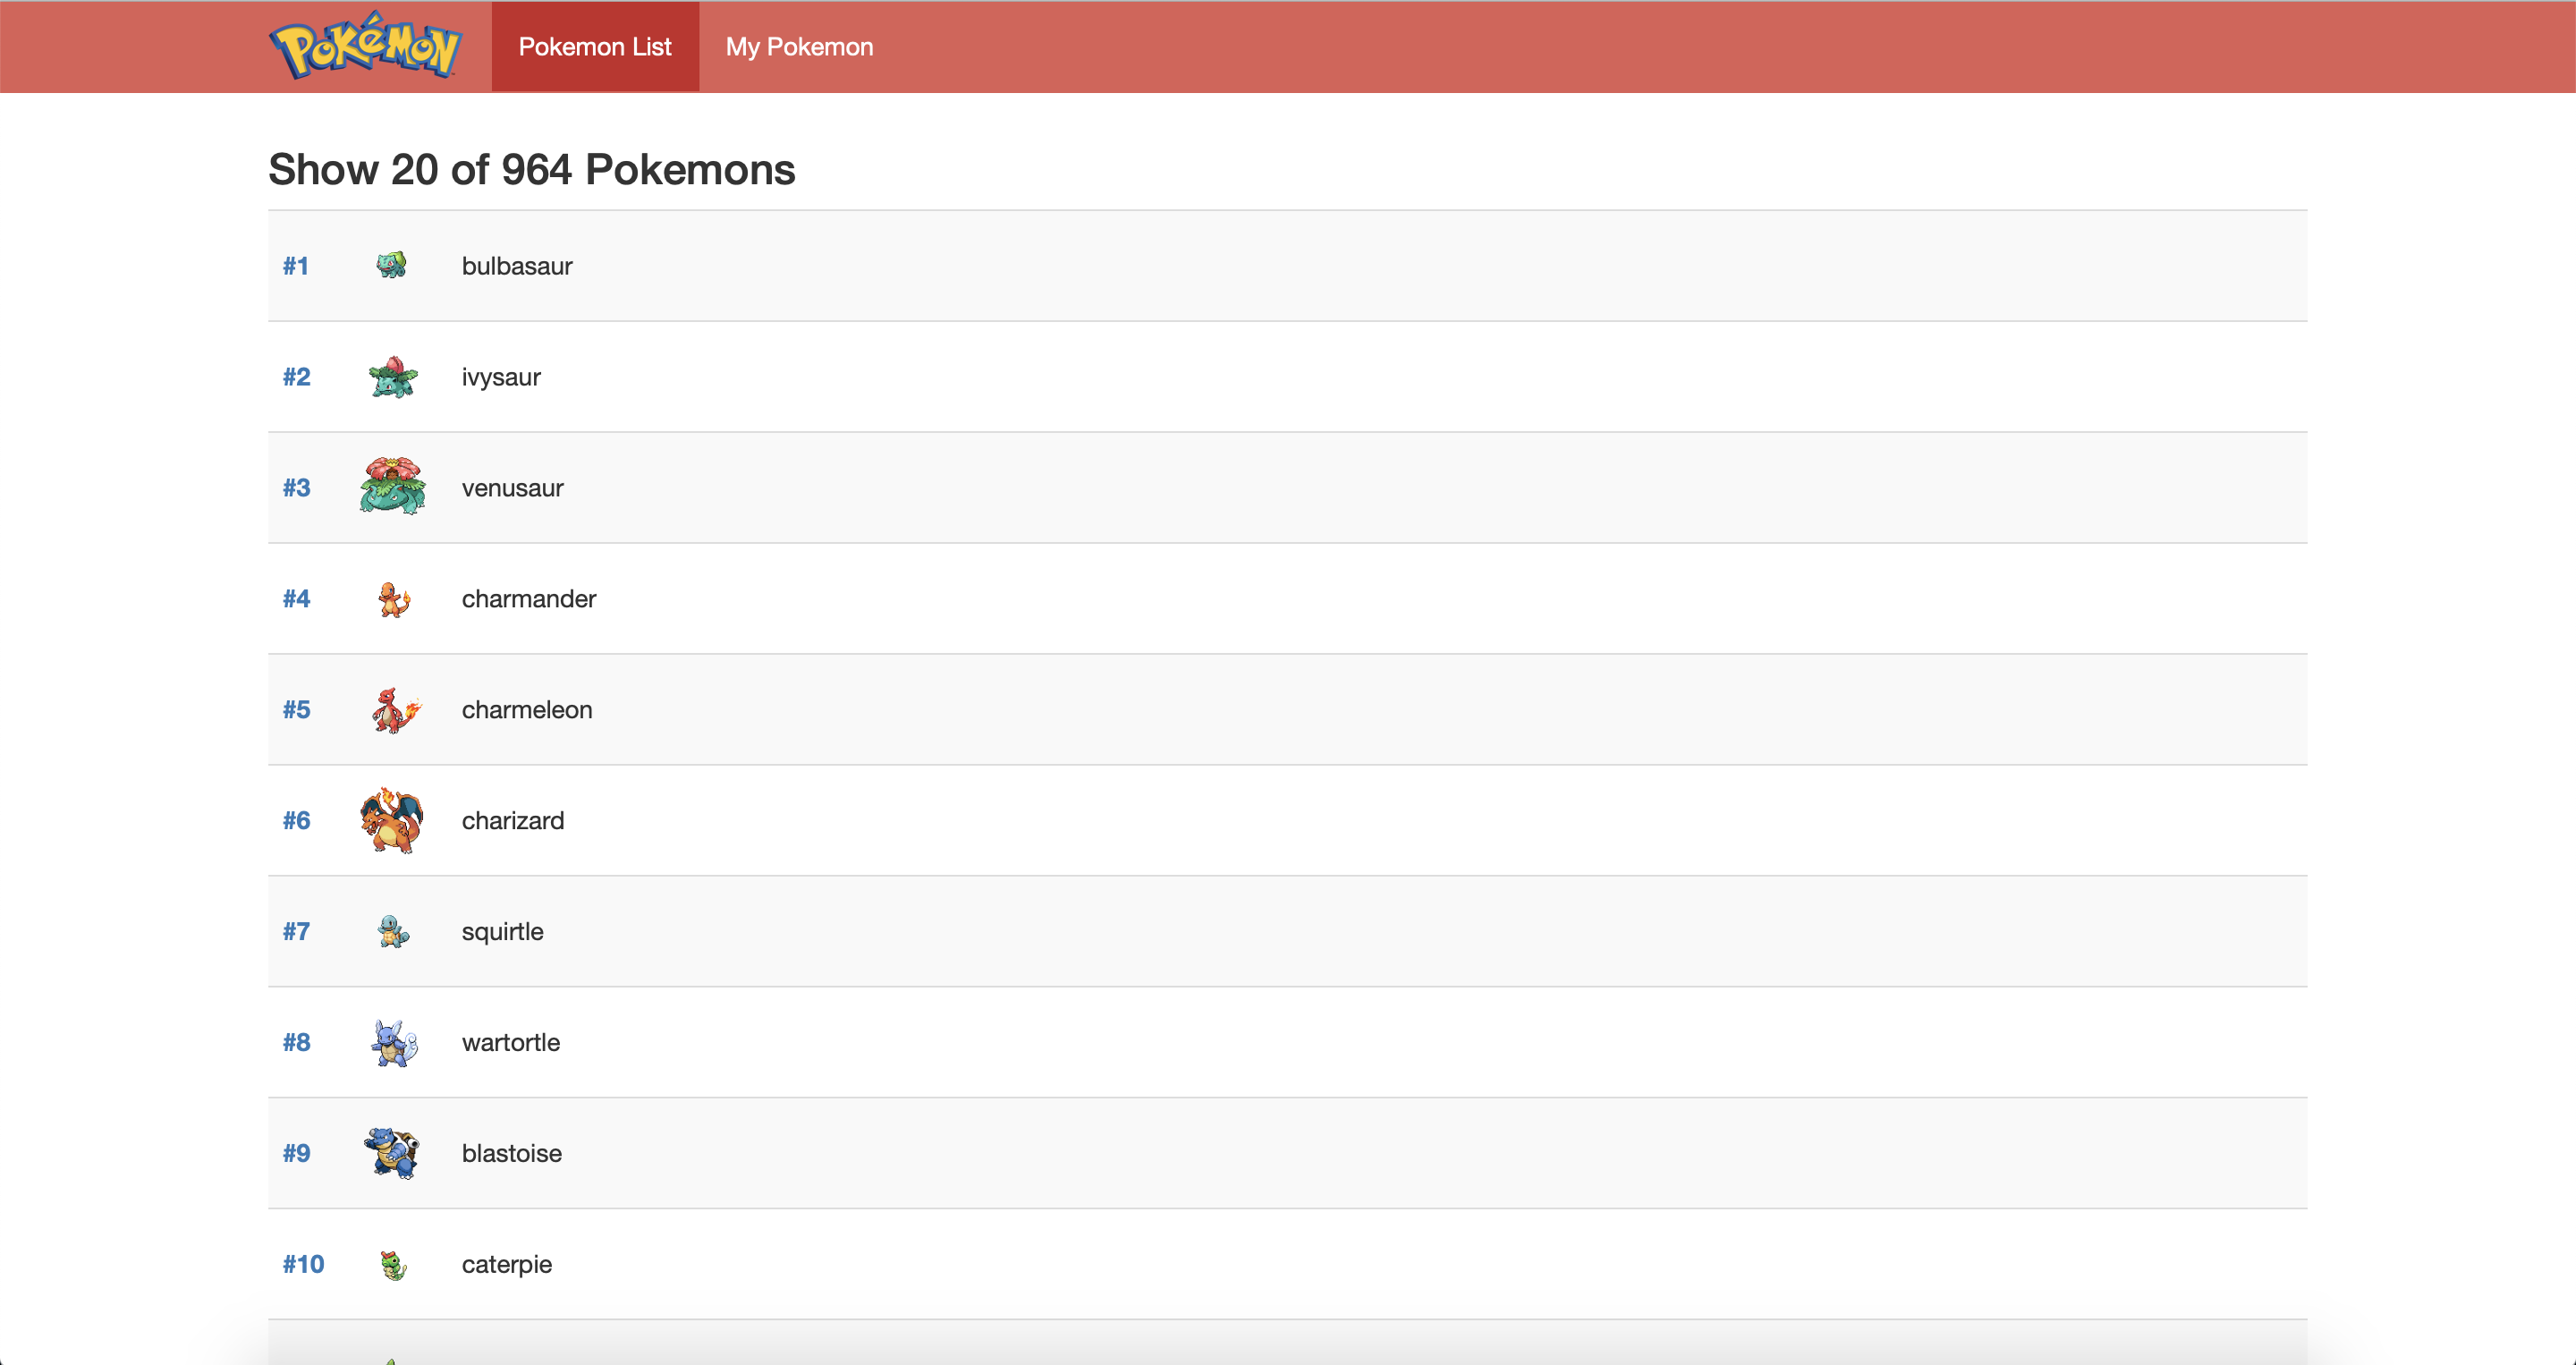 Pokémon Pokemon List My Pokemon
Show 20 of 964 Pokemons
#1 bulbasaur
#2 ivysaur
#3 venusaur
#4 charmander
#5 charmeleon
#6 charizard
#7 squirtle
#8 wartortle
#9 blastoise
#10 caterpie